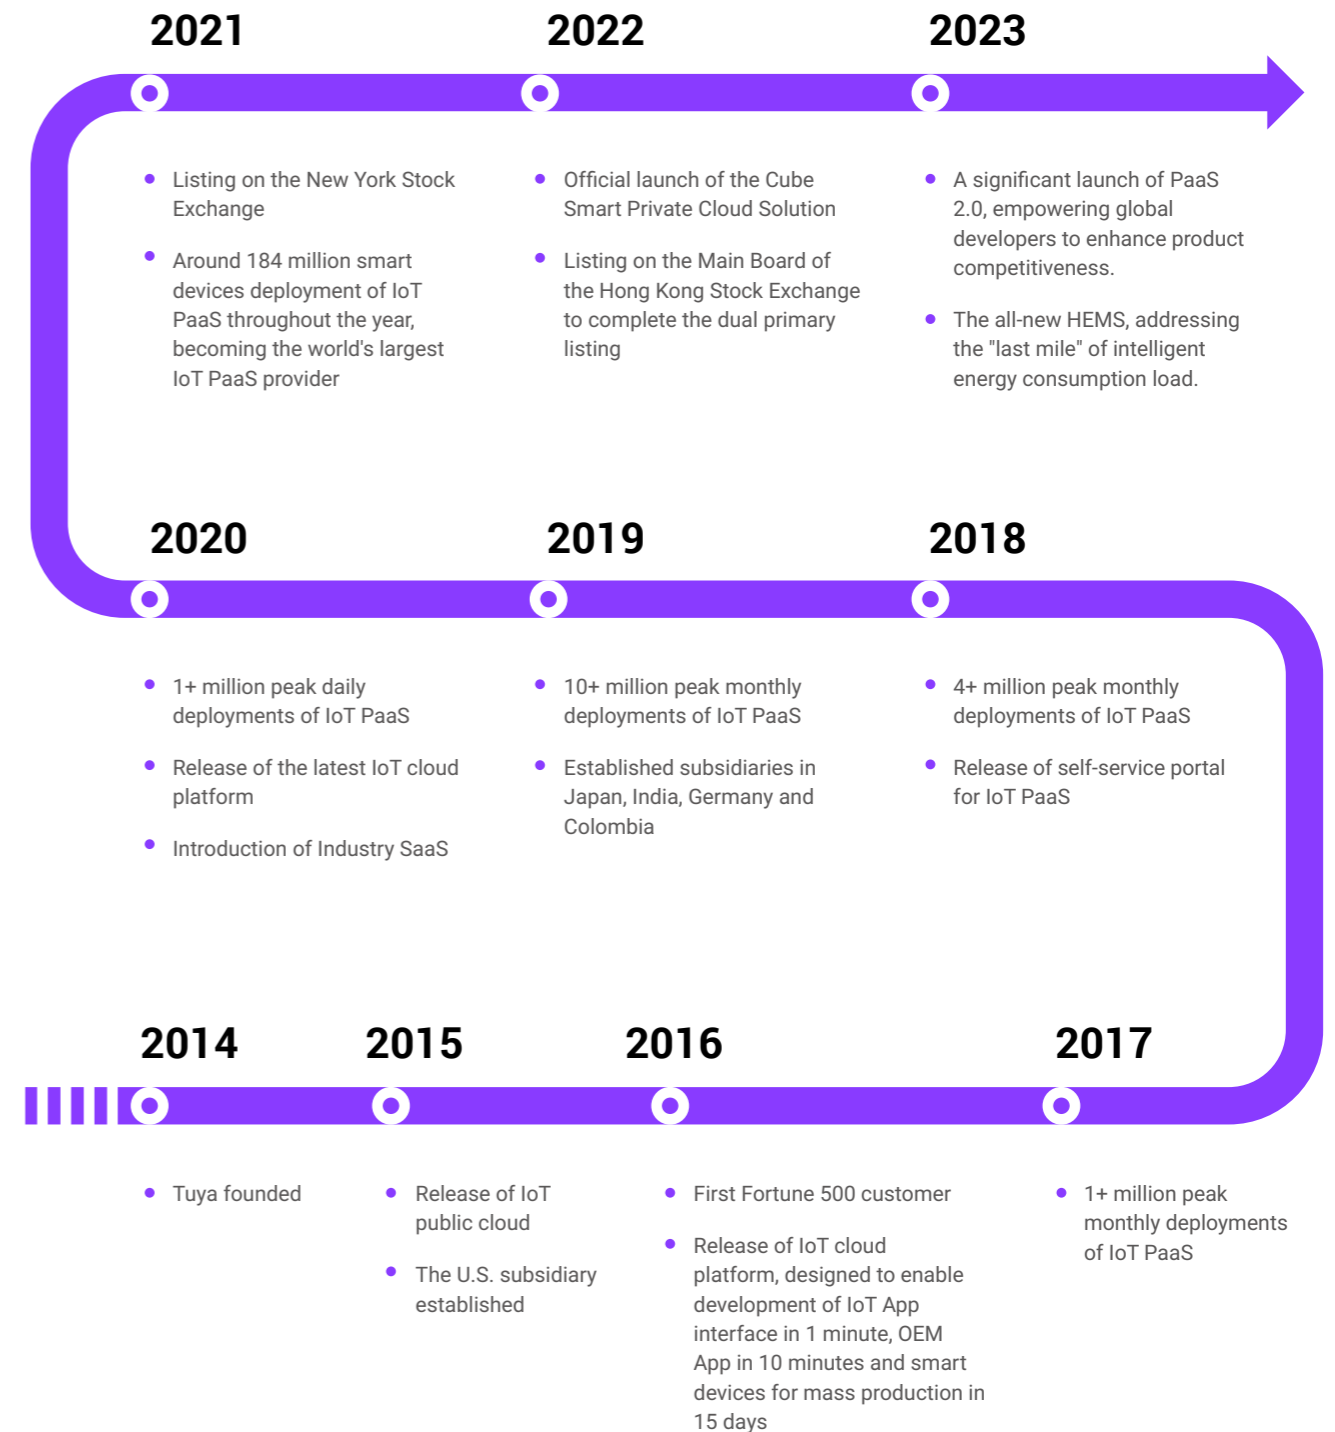 2021
Listing on the New York Stock
Exchange
Around 184 million smart
devices deployment of IoT
PaaS throughout the year,
becoming the world's largest
IoT PaaS provider
2022
Official launch of the Cube
Smart Private Cloud Solution
Listing on the Main Board of
the Hong Kong Stock Exchange
to complete the dual primary
listing
2023
A significant launch of PaaS
2.0, empowering global
developers to enhance product
competitiveness.
The all-new HEMS, addressing
the "last mile" of intelligent
energy consumption load.
2020
1+ million peak daily
deployments of IoT PaaS
Release of the latest IoT cloud
platform
Introduction of Industry SaaS
2019
10+ million peak monthly
deployments of IoT PaaS
Established subsidiaries in
Japan, India, Germany and
Colombia
2018
4+ million peak monthly
deployments of IoT PaaS
Release of self-service portal
for IoT PaaS
2014
Tuya founded
2015
Release of IoT
public cloud
The U.S. subsidiary
established
2016
First Fortune 500 customer
Release of IoT cloud
platform, designed to enable
development of IoT App
interface in 1 minute, OEM
App in 10 minutes and smart
devices for mass production in
15 days
2017
1+ million peak
monthly deployments
of IoT PaaS